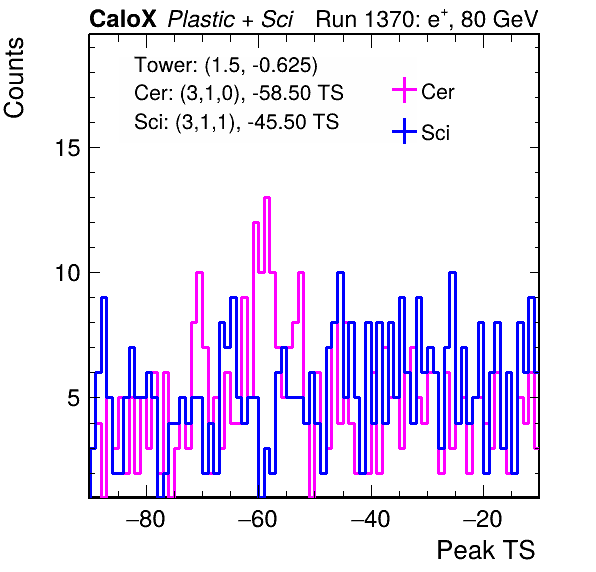 CaloX Plastic + Sci Run 1370: e⁺, 80 GeV
Counts
Tower: (1.5, -0.625)
Cer: (3,1,0), -58.50 TS
Sci: (3,1,1), -45.50 TS
Cer
Sci
15
10
5
−80 −60 −40 −20
Peak TS